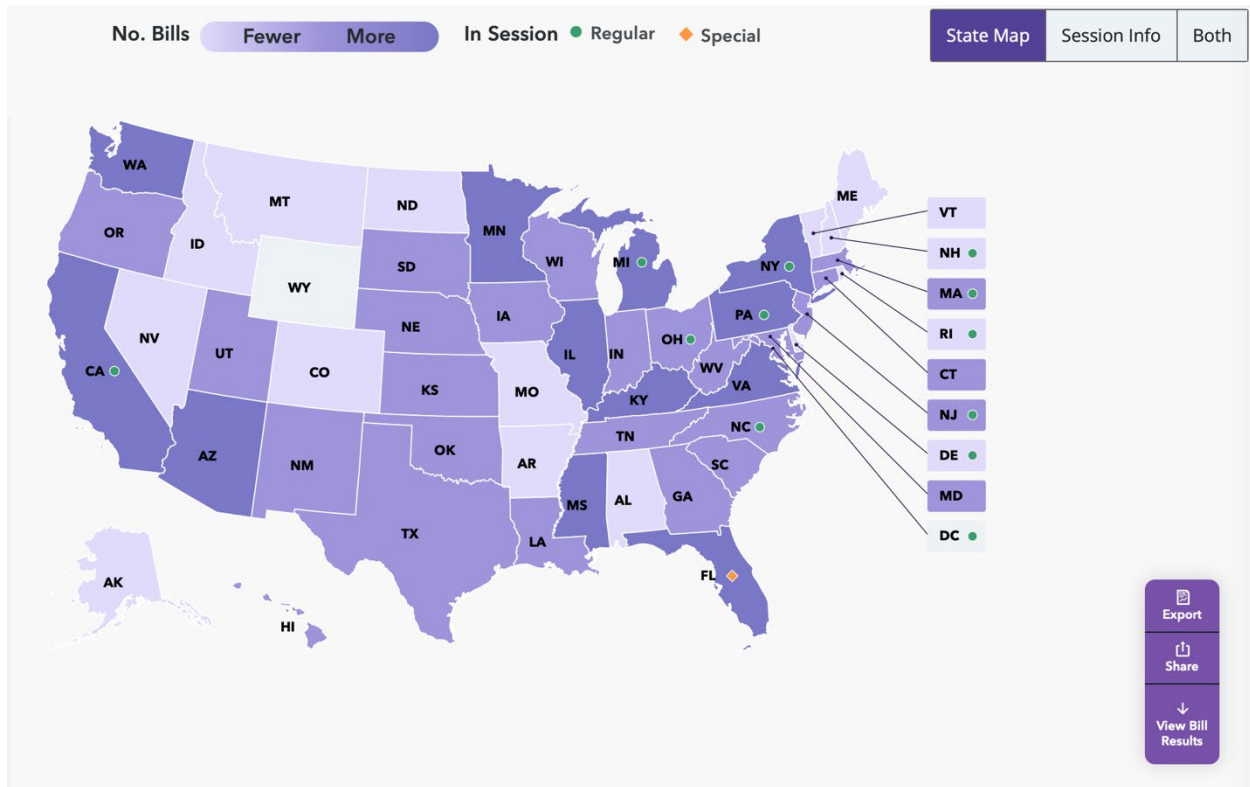 No. Bills Fewer More In Session Regular Special
State Map Session Info Both
WA
MT
ND
ME
VT
OR
ID
MN
NH
SD
WI
MI
NY
MA
WY
RI
NE
IA
PA
NV
UT
CO
IL
IN
OH
CT
CA
KS
MO
WV
VA
KY
NJ
NC
DE
AZ
NM
OK
AR
TN
SC
MD
MS
AL
GA
TX
LA
DC
AK
FL
HI
Export
Share
View Bill
Results